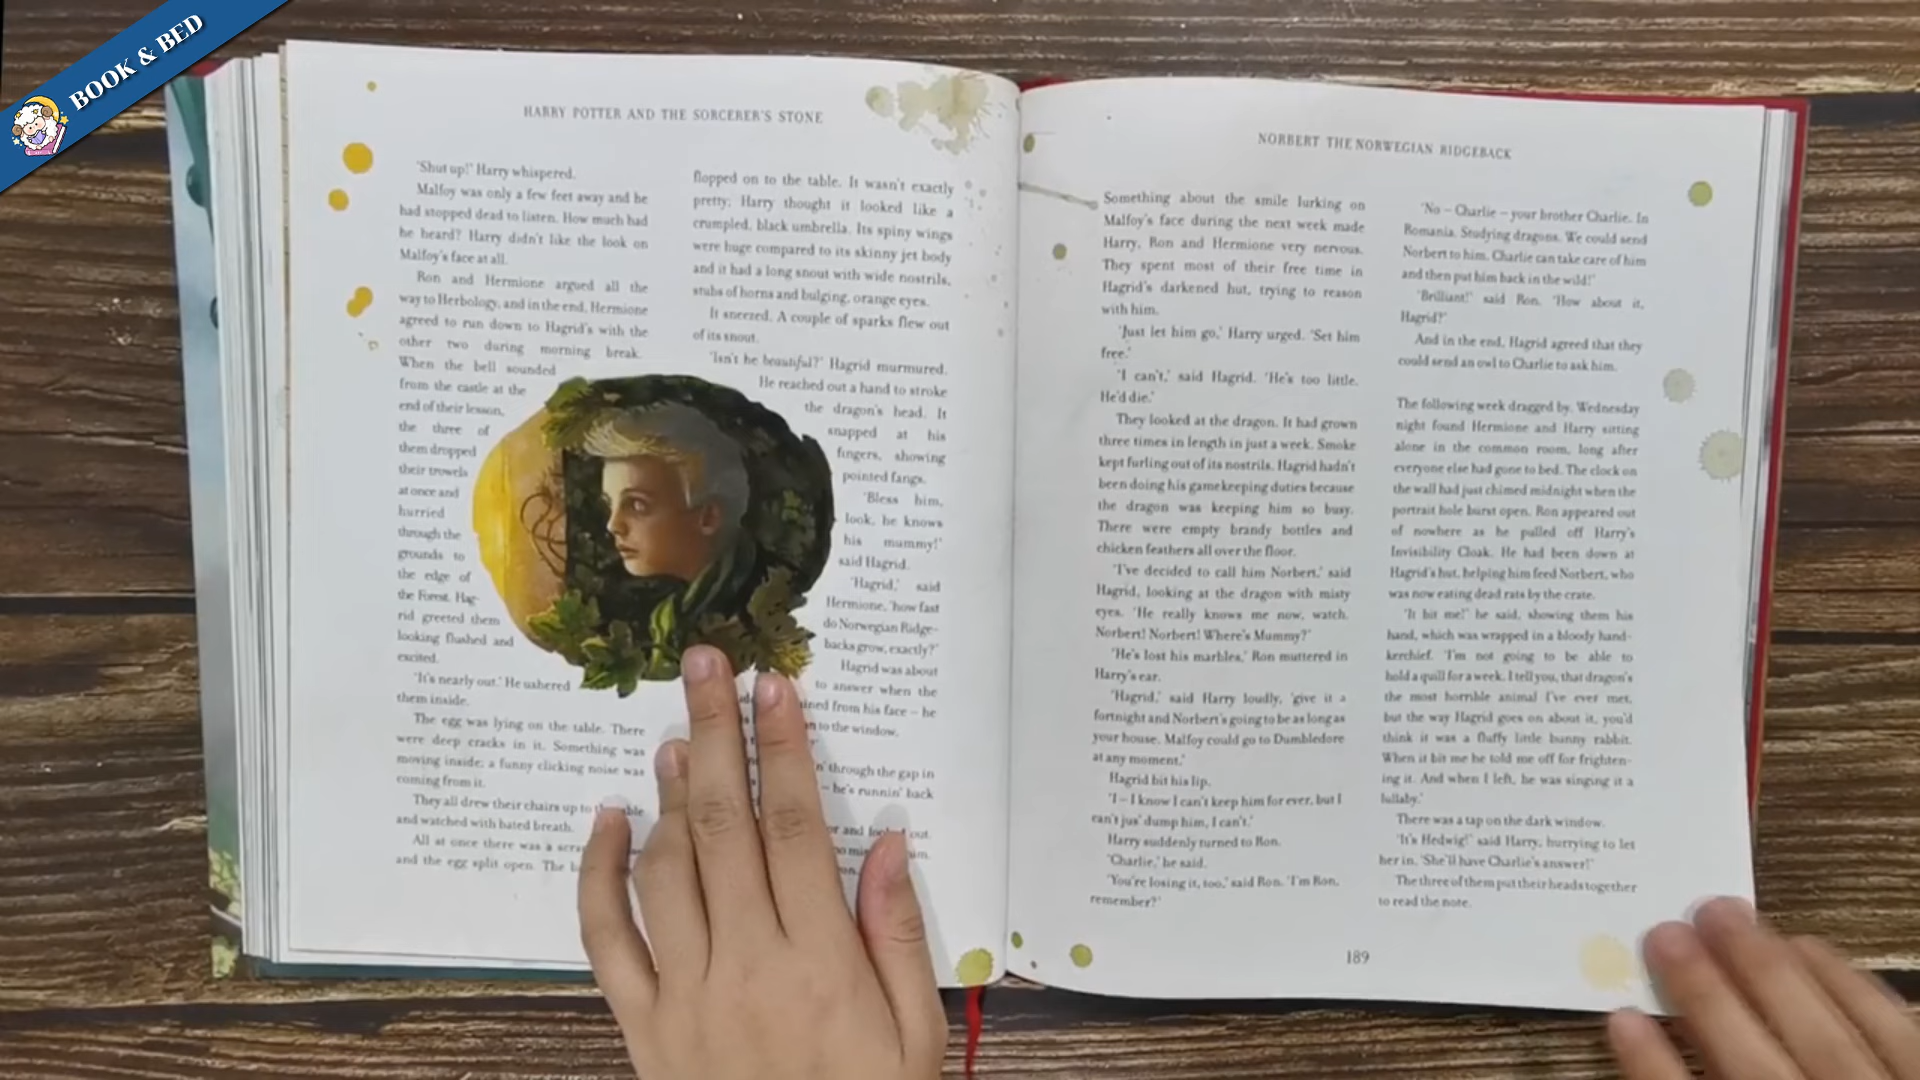 BOOK & BED
HARRY POTTER AND THE SORCERER'S STONE
'Shut up!' Harry whispered.
Malfoy was only a few feet away and he
had stopped dead to listen. How much had
he heard? Harry didn't like the look on
Malfoy's face at all.
Ron and Hermione argued all the
way to Herbology, and in the end, Hermione
agreed to run down to Hagrid's with the
other two during morning break.
When the bell sounded
from the castle at the
end of their lesson,
the three of
them dropped
their trowels
at once and
hurried
through the
grounds to
the edge of
the Forest. Hag-
rid greeted them
looking flushed and
excited.
'It's nearly out.' He ushered
them inside.
The egg was lying on the table. There
were deep cracks in it. Something was
moving inside; a funny clicking noise was
coming from it.
They all drew their chairs up to
and watched with bated breath.
All at once there was a
and the egg split open. The
flopped on to the table. It wasn't exactly
pretty; Harry thought it looked like a
crumpled, black umbrella. Its spiny wings
were huge compared to its skinny jet body
and it had a long snout with wide nostrils,
stubs of horns and bulging, orange eyes.
It sneezed. A couple of sparks flew out
of its snout.
'Isn't he beautiful?' Hagrid murmured.
He reached out a hand to stroke
the dragon's head. It
snapped at his
fingers, showing
pointed fangs.
'Bless him,
look, he knows
his mummy!'
said Hagrid.
'Hagrid,' said
Hermione, 'how fast
do Norwegian Ridge-
backs grow, exactly?'
Hagrid was about
to answer when the
from his face – he
to the window.
through the gap in
– he's runnin' back
and out.
NORBERT THE NORWEGIAN RIDGEBACK
Something about the smile lurking on
Malfoy's face during the next week made
Harry, Ron and Hermione very nervous.
They spent most of their free time in
Hagrid's darkened hut, trying to reason
with him.
'Just let him go,' Harry urged. 'Set him
free.'
'I can't,' said Hagrid. 'He's too little.
He'd die.'
They looked at the dragon. It had grown
three times in length in just a week. Smoke
kept furling out of its nostrils. Hagrid hadn't
been doing his gamekeeping duties because
the dragon was keeping him so busy.
There were empty brandy bottles and
chicken feathers all over the floor.
'I've decided to call him Norbert,' said
Hagrid, looking at the dragon with misty
eyes. 'He really knows me now, watch.
Norbert! Norbert! Where's Mummy?'
'He's lost his marbles,' Ron muttered in
Harry's ear.
'Hagrid,' said Harry loudly, 'give it a
fortnight and Norbert's going to be as long as
your house. Malfoy could go to Dumbledore
at any moment.'
Hagrid bit his lip.
'I – I know I can't keep him for ever, but I
can't jus' dump him, I can't.'
Harry suddenly turned to Ron.
'Charlie,' he said.
'You're losing it, too,' said Ron. 'I'm Ron,
remember?'
'No – Charlie – your brother Charlie. In
Romania. Studying dragons. We could send
Norbert to him. Charlie can take care of him
and then put him back in the wild!'
'Brilliant!' said Ron. 'How about it,
Hagrid?'
And in the end, Hagrid agreed that they
could send an owl to Charlie to ask him.
The following week dragged by. Wednesday
night found Hermione and Harry sitting
alone in the common room, long after
everyone else had gone to bed. The clock on
the wall had just chimed midnight when the
portrait hole burst open. Ron appeared out
of nowhere as he pulled off Harry's
Invisibility Cloak. He had been down at
Hagrid's hut, helping him feed Norbert, who
was now eating dead rats by the crate.
'It bit me!' he said, showing them his
hand, which was wrapped in a bloody hand-
kerchief. 'I'm not going to be able to
hold a quill for a week. I tell you, that dragon's
the most horrible animal I've ever met,
but the way Hagrid goes on about it, you'd
think it was a fluffy little bunny rabbit.
When it bit me he told me off for frighten-
ing it. And when I left, he was singing it a
lullaby.'
There was a tap on the dark window.
'It's Hedwig!' said Harry, hurrying to let
her in. 'She'll have Charlie's answer!'
The three of them put their heads together
to read the note.
189